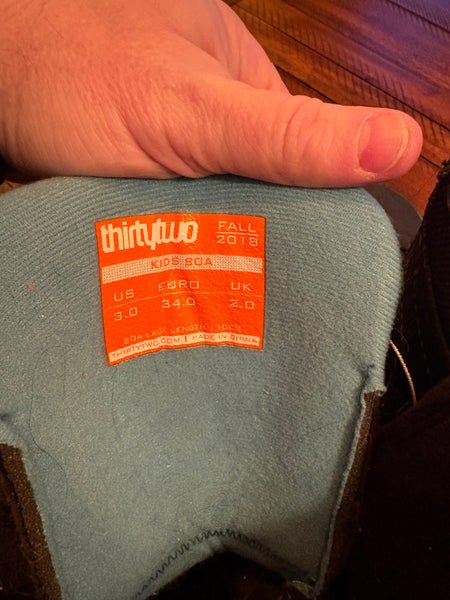 thirtytwo
FALL
2018
KIDS BOA
US EURO UK
3.0 34.0 2.0
BOA LACE LENGTH:
THIRTYTWO.COM | MADE IN CHINA